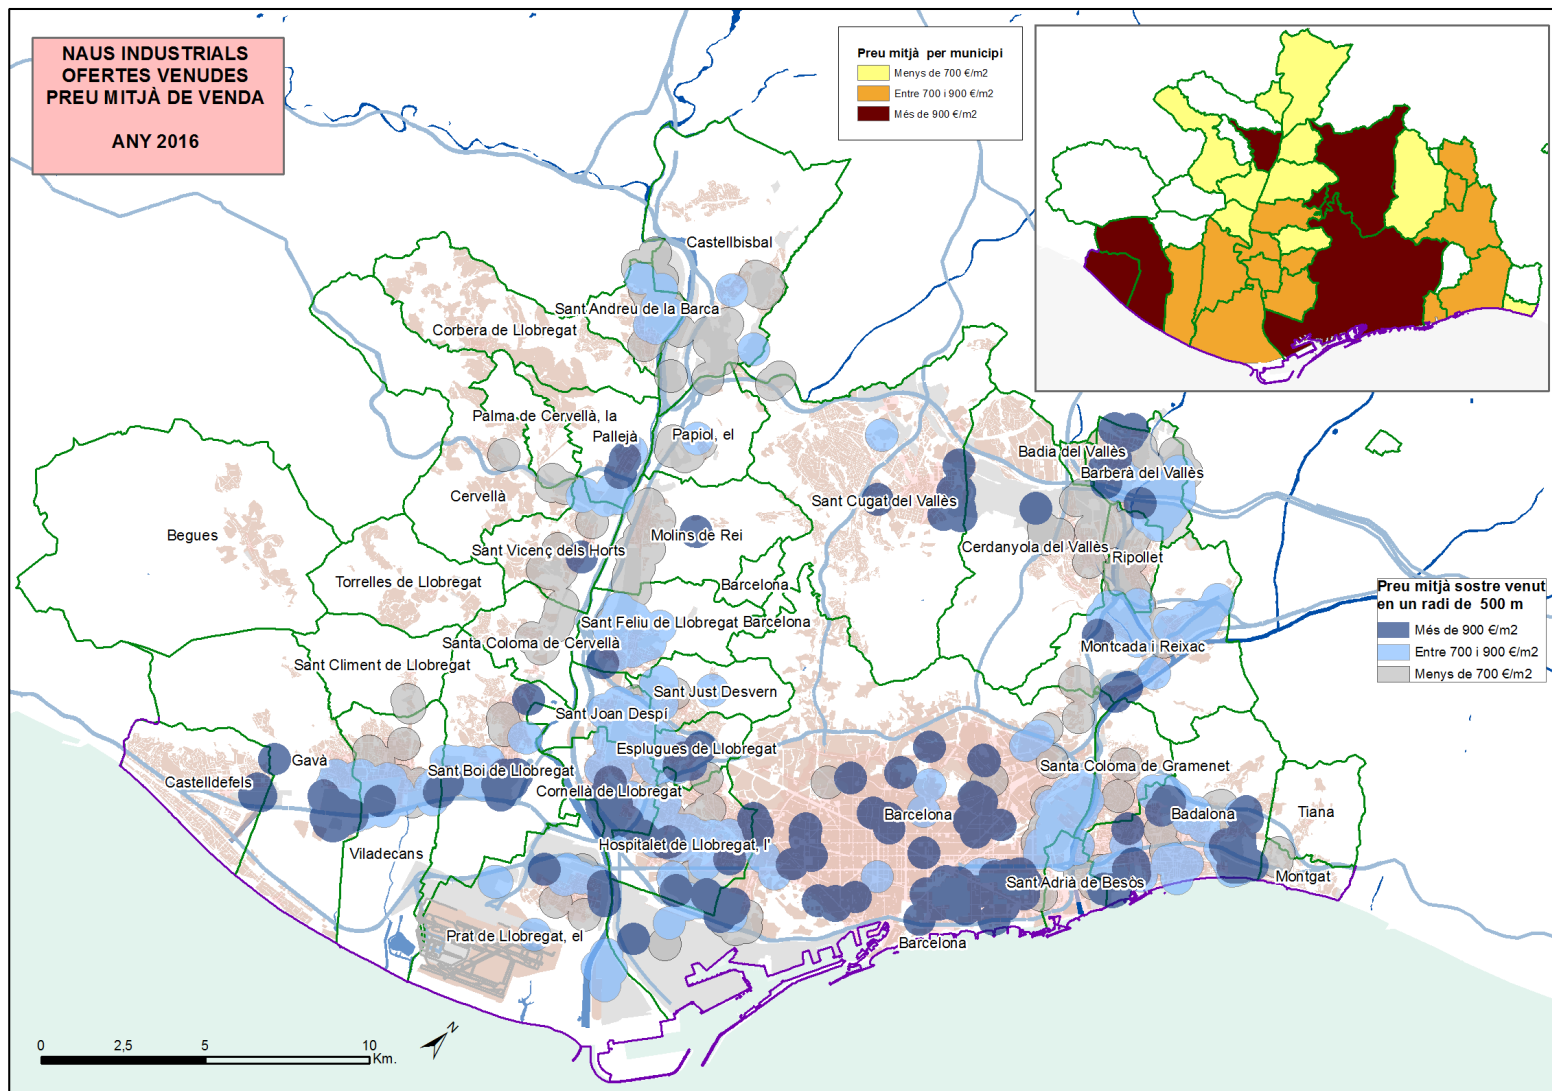 NAUS INDUSTRIALS
OFERTES VENUDES
PREU MITJÀ DE VENDA
ANY 2016
Preu mitjà per municipi
Menys de 700 €/m2
Entre 700 i 900 €/m2
Més de 900 €/m2
Castellbisbal
Sant Andreu de la Barca
Corbera de Llobregat
Palma de Cervellà, la
Pallejà
Papiol, el
Badia del Vallès
Barberà del Vallès
Cervellà
Sant Cugat del Vallès
Begues
Molins de Rei
Sant Vicenç dels Horts
Cerdanyola del Vallès
Ripollet
Torrelles de Llobregat
Barcelona
Preu mitjà sostre venut
en un radi de 500 m
Més de 900 €/m2
Entre 700 i 900 €/m2
Menys de 700 €/m2
Sant Feliu de Llobregat
Barcelona
Santa Coloma de Cervellà
Montcada i Reixac
Sant Climent de Llobregat
Sant Just Desvern
Sant Joan Despí
Esplugues de Llobregat
Gavà
Sant Boi de Llobregat
Santa Coloma de Gramenet
Castelldefels
Cornellà de Llobregat
Barcelona
Badalona
Tiana
Hospitalet de Llobregat, l'
Viladecans
Sant Adrià de Besòs
Montgat
Prat de Llobregat, el
Barcelona
N
0 2,5 5 10
Km.